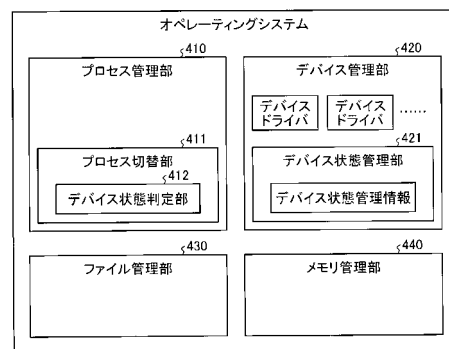 オペレーティングシステム
410
プロセス管理部
411
プロセス切替部
412
デバイス状態判定部
420
デバイス管理部
デバイス
ドライバ
デバイス
ドライバ
……
421
デバイス状態管理部
デバイス状態管理情報
430
ファイル管理部
440
メモリ管理部